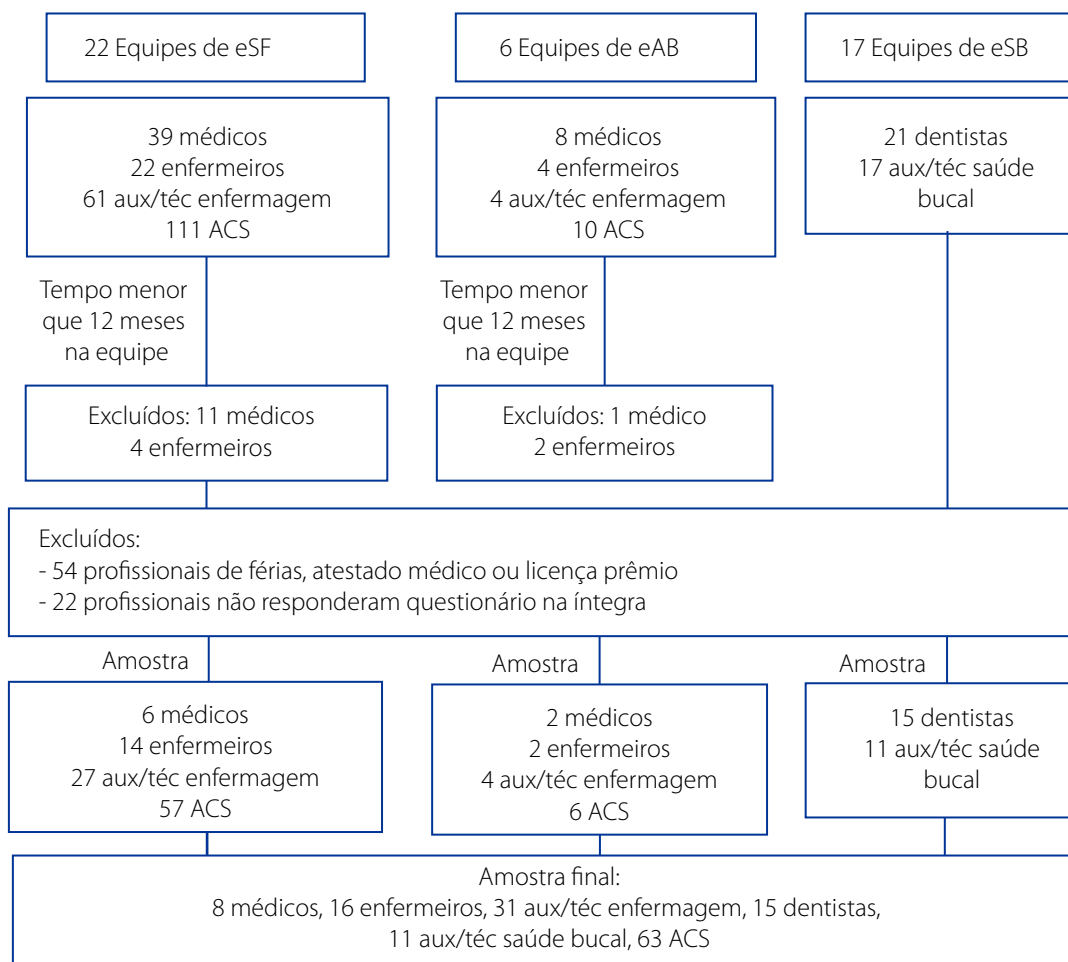 22 Equipes de eSF
6 Equipes de eAB
17 Equipes de eSB
39 médicos
22 enfermeiros
61 aux/téc enfermagem
111 ACS
8 médicos
4 enfermeiros
4 aux/téc enfermagem
10 ACS
21 dentistas
17 aux/téc saúde
bucal
Tempo menor
que 12 meses
na equipe
Tempo menor
que 12 meses
na equipe
Excluídos: 11 médicos
4 enfermeiros
Excluídos: 1 médico
2 enfermeiros
Excluídos:
- 54 profissionais de férias, atestado médico ou licença prêmio
- 22 profissionais não responderam questionário na íntegra
Amostra
Amostra
Amostra
6 médicos
14 enfermeiros
27 aux/téc enfermagem
57 ACS
2 médicos
2 enfermeiros
4 aux/téc enfermagem
6 ACS
15 dentistas
11 aux/téc saúde
bucal
Amostra final:
8 médicos, 16 enfermeiros, 31 aux/téc enfermagem, 15 dentistas,
11 aux/téc saúde bucal, 63 ACS